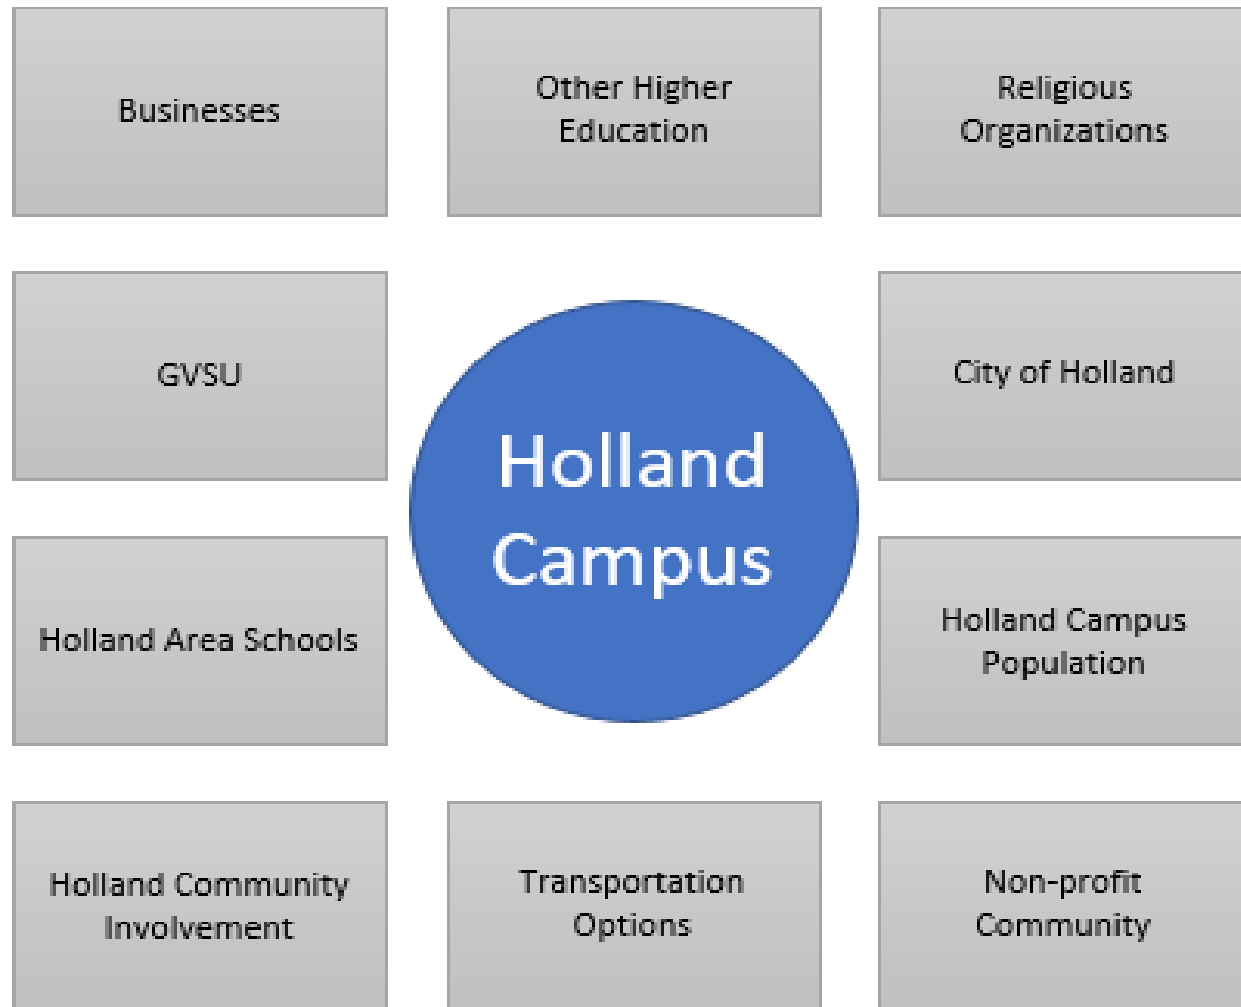 Businesses
Other Higher
Education
Religious
Organizations
GVSU
Holland
Campus
City of Holland
Holland Area Schools
Holland Campus
Population
Holland Community
Involvement
Transportation
Options
Non-profit
Community